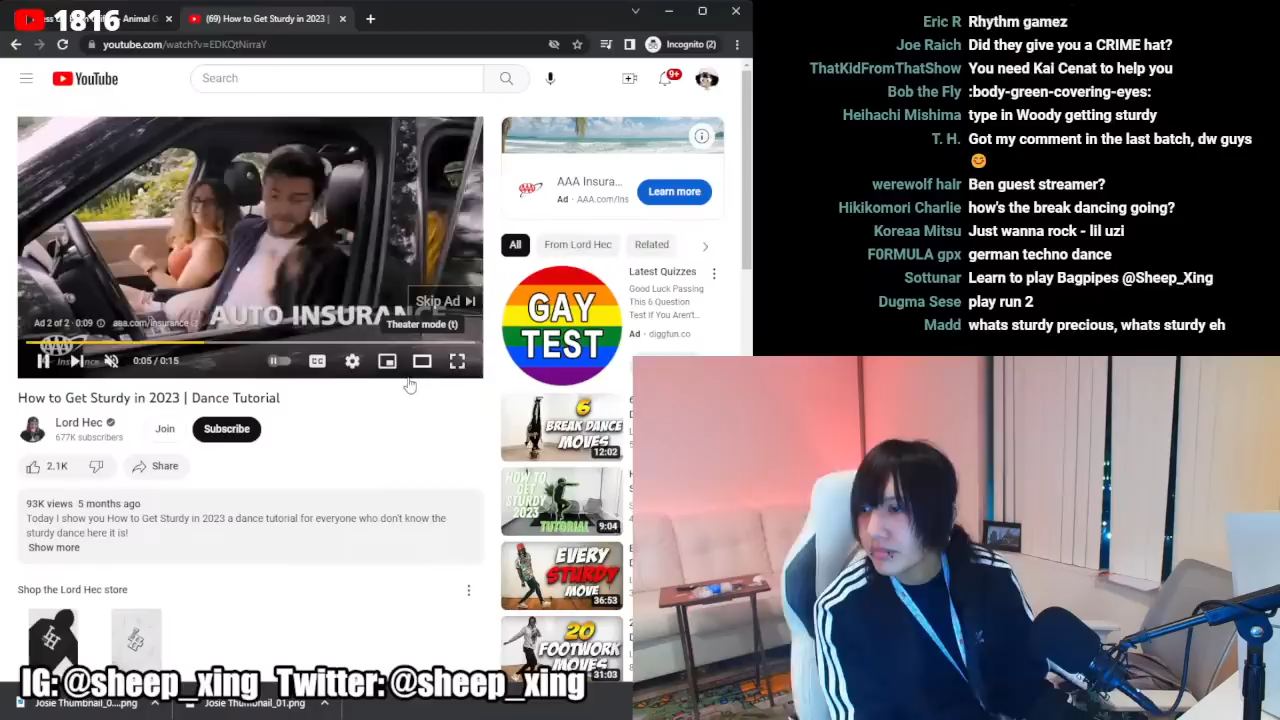 1816
Animal G
(69) How to Get Sturdy in 2023 |
youtube.com/watch?v=EDKQtNirraY
Incognito (2)
YouTube
Search
9+
AUTO INSURANCE
Skip Ad
Theater mode (t)
Ad 2 of 2 · 0:09
aaa.com/insurance
0:05 / 0:15
How to Get Sturdy in 2023 | Dance Tutorial
Lord Hec
677K subscribers
Join
Subscribe
2.1K
Share
93K views 5 months ago
Today I show you How to Get Sturdy in 2023 a dance tutorial for everyone who don't know the
sturdy dance here it is!
Show more
Shop the Lord Hec store
AAA Insura...
Ad · AAA.com/Ins
Learn more
All
From Lord Hec
Related
GAY
TEST
Latest Quizzes
Good Luck Passing
This 6 Question
Test If You Aren't...
Ad · diggfun.co
6
BREAK DANCE
MOVES
12:02
HOW TO
GET
STURDY
2023
TUTORIAL
9:04
EVERY
STURDY
MOVE
36:53
20
FOOTWORK
MOVES
31:03
IG: @sheep_xing Twitter: @sheep_xing
Josie Thumbnail_0....png
Josie Thumbnail_01.png
Eric R Rhythm gamez
Joe Raich Did they give you a CRIME hat?
ThatKidFromThatShow You need Kai Cenat to help you
Bob the Fly :body-green-covering-eyes:
Heihachi Mishima type in Woody getting sturdy
T. H. Got my comment in the last batch, dw guys
😊
werewolf hair Ben guest streamer?
Hikikomori Charlie how's the break dancing going?
Koreaa Mitsu Just wanna rock - lil uzi
F0RMULA gpx german techno dance
Sottunar Learn to play Bagpipes @Sheep_Xing
Dugma Sese play run 2
Madd whats sturdy precious, whats sturdy eh